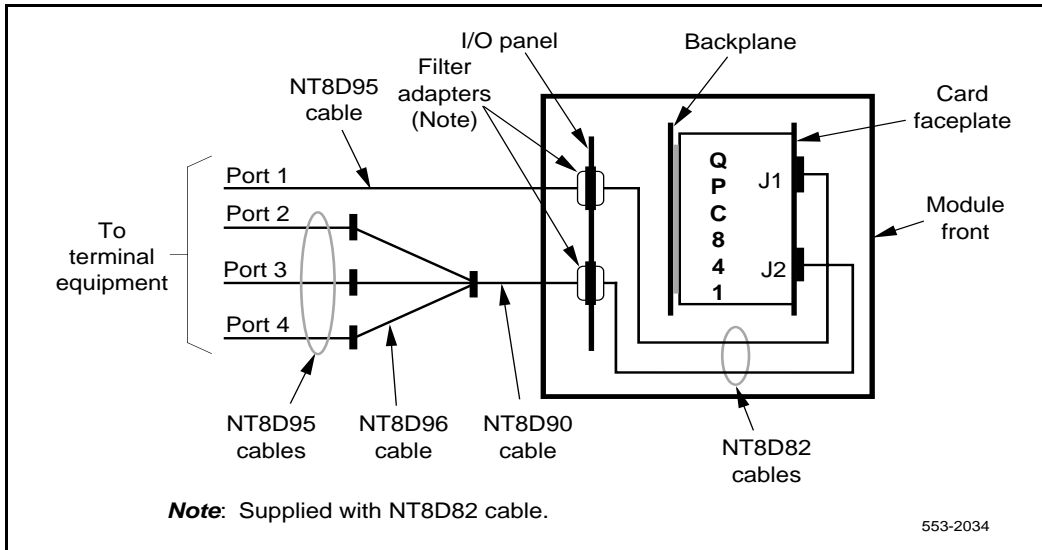 I/O panel
Backplane
Filter
adapters
(Note)
NT8D95
cable
Card
faceplate
Q
P
C
8
4
1
J1
J2
Port 1
Port 2
Port 3
Port 4
To
terminal
equipment
Module
front
NT8D95
cables
NT8D96
cable
NT8D90
cable
NT8D82
cables
Note: Supplied with NT8D82 cable.
553-2034